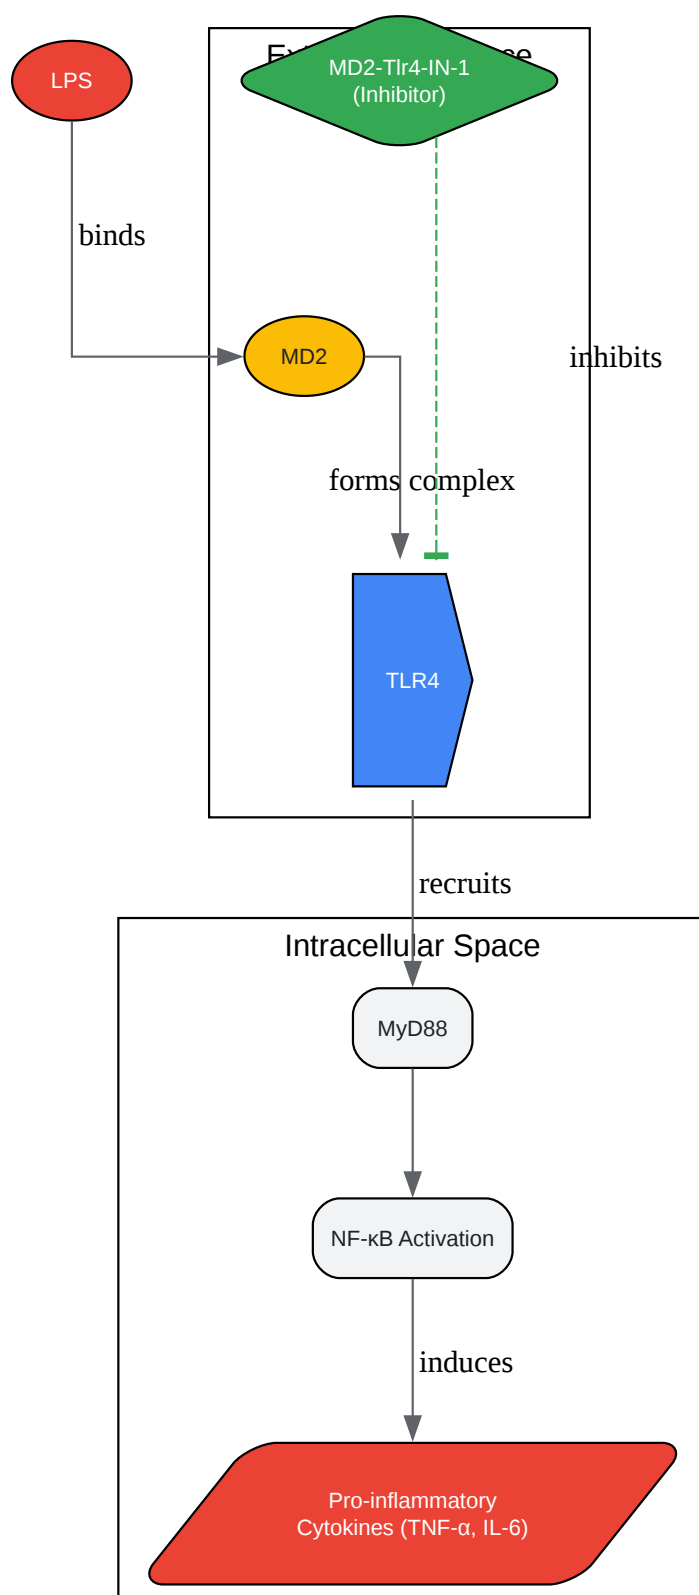 LPS
MD2-Tlr4-IN-1
(Inhibitor)
binds
MD2
inhibits
forms complex
TLR4
recruits
Intracellular Space
MyD88
NF-κB Activation
induces
Pro-inflammatory
Cytokines (TNF-α, IL-6)